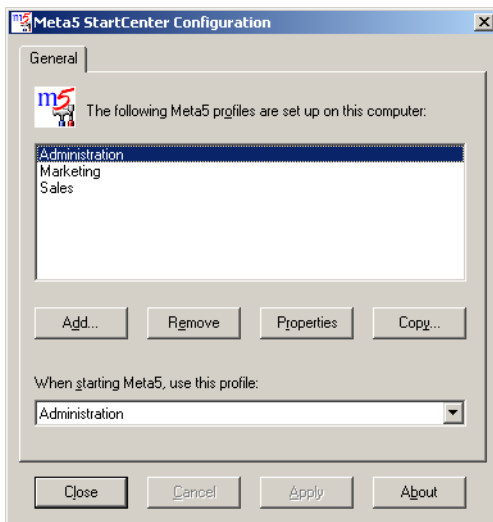 m5 Meta5 StartCenter Configuration
General
m5 The following Meta5 profiles are set up on this computer:
Administration
Marketing
Sales
Add... Remove Properties Copy...
When starting Meta5, use this profile:
Administration
Close Cancel Apply About